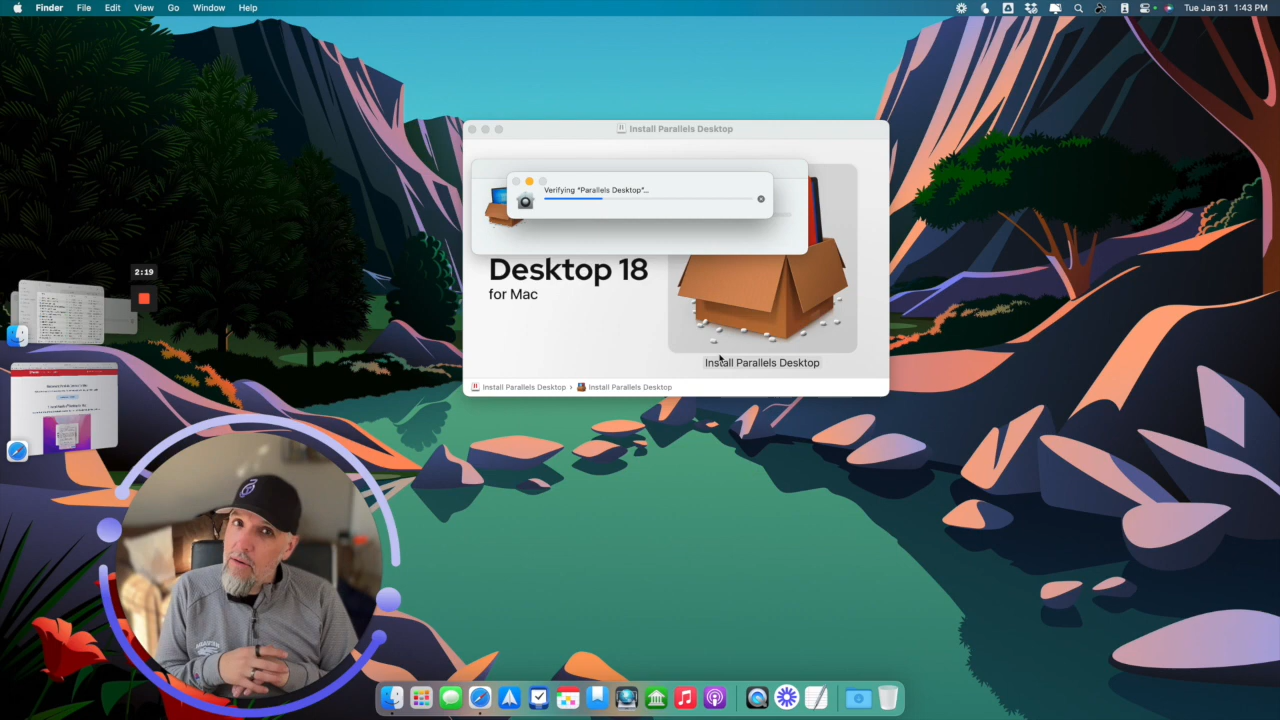 Finder File Edit View Go Window Help
Tue Jan 31 1:43 PM
Install Parallels Desktop
Verifying "Parallels Desktop"...
Desktop 18
for Mac
Install Parallels Desktop
Install Parallels Desktop › Install Parallels Desktop
2:19